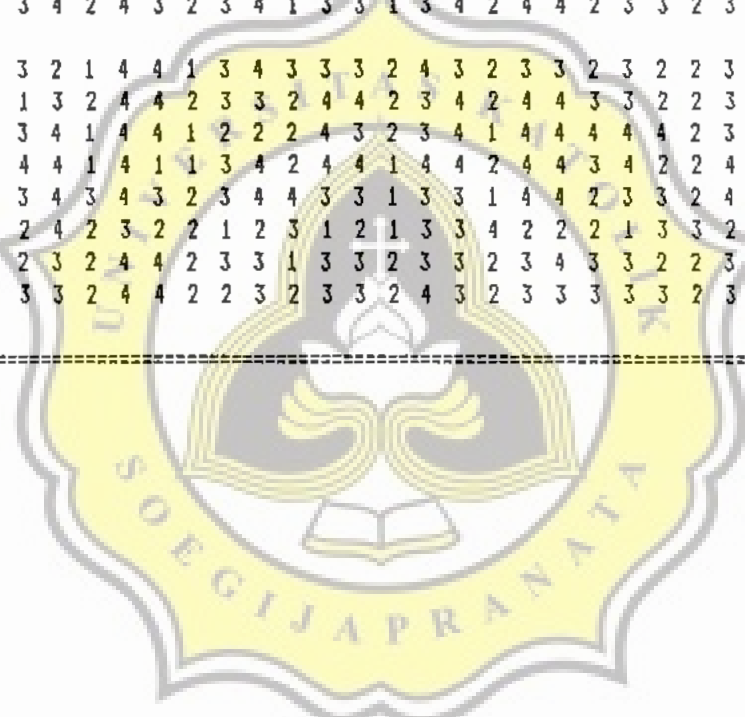 3 4 2 4 3 2 3 4 1 3 3 1 3 4 2 4 4 2 3 3 2 3
3 2 1 4 4 1 3 4 3 3 3 2 4 3 2 3 3 2 3 2 2 3
1 3 2 4 4 2 3 3 2 4 4 2 3 4 2 4 4 3 3 2 2 3
3 4 1 4 4 1 2 2 2 4 3 2 3 4 1 4 4 4 4 4 2 3
4 4 1 4 1 1 3 4 2 4 4 1 4 4 2 4 4 3 4 2 2 4
3 4 3 4 3 2 3 4 4 3 3 1 3 3 1 4 4 2 3 3 2 4
2 4 2 3 2 2 1 2 3 1 2 1 3 3 4 2 2 2 1 3 3 2
2 3 2 4 4 2 3 3 1 3 3 2 3 3 2 3 4 3 3 2 2 3
3 3 2 4 4 2 2 3 2 3 3 2 4 3 2 3 3 3 3 3 2 3
UNIVERSITAS KATOLIK
SOEGIJAPRANATA